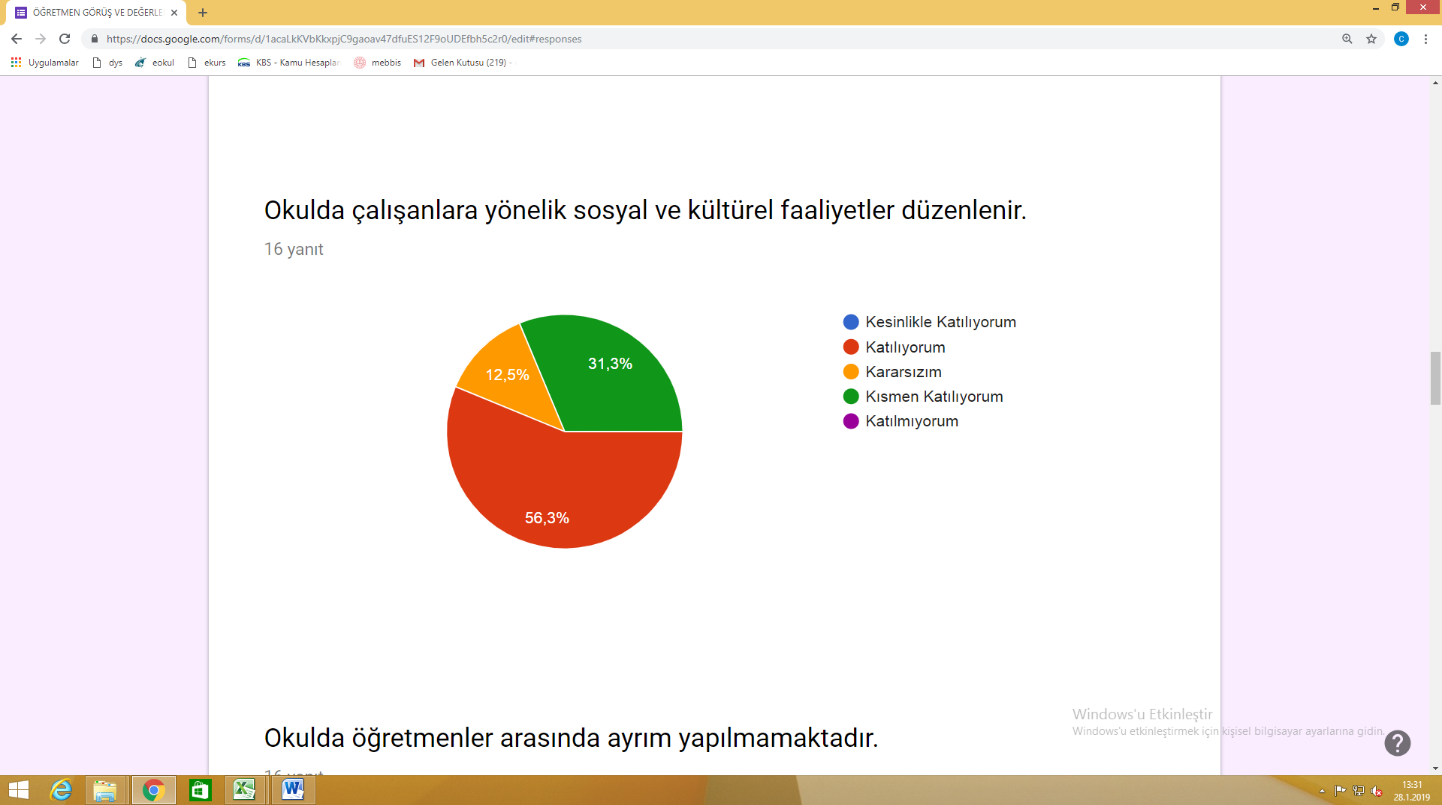 ÖĞRETMEN GÖRÜŞ VE DEĞERLE
https://docs.google.com/forms/d/1acaLkKVbKkxpjC9gaoav47dfuES12F9oUDEfbh5c2r0/edit#responses
Uygulamalar dys eokul ekurs KBS - Kamu Hesapları mebbis Gelen Kutusu (219) -
Okulda çalışanlara yönelik sosyal ve kültürel faaliyetler düzenlenir.
16 yanıt
Kesinlikle Katılıyorum
Katılıyorum
Kararsızım
Kısmen Katılıyorum
Katılmıyorum
31,3%
12,5%
56,3%
Windows'u Etkinleştir
Windows'u etkinleştirmek için kişisel bilgisayar ayarlarına gidin.
Okulda öğretmenler arasında ayrım yapılmamaktadır.
16 yanıt
13:31
28.1.2019